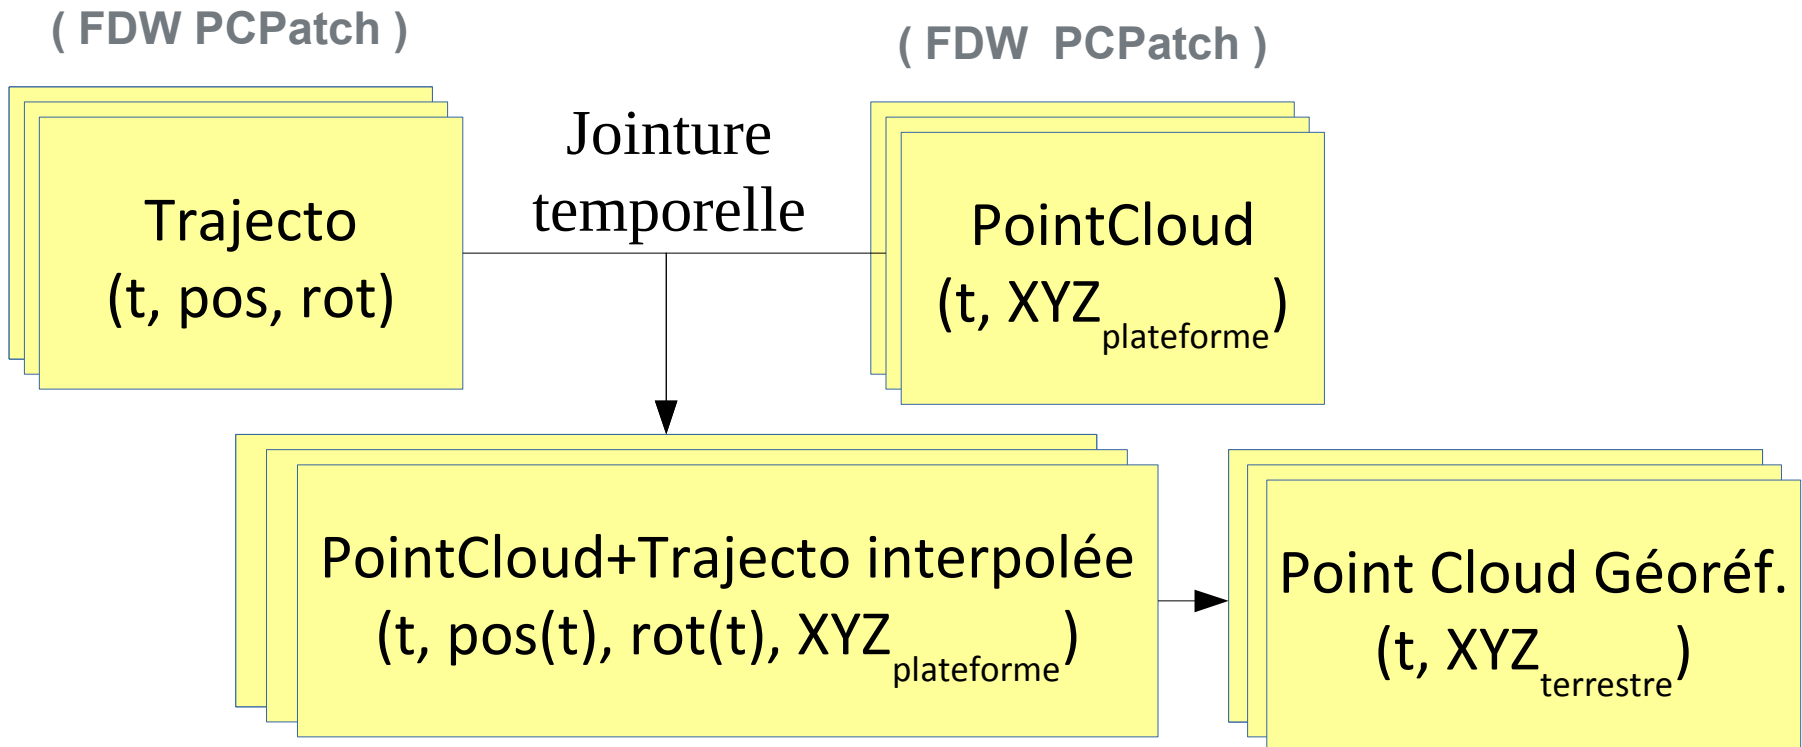 ( FDW PCPatch )
( FDW PCPatch )
Jointure
temporelle
Trajecto
(t, pos, rot)
PointCloud
(t, XYZplateforme)
PointCloud+Trajecto interpolée
(t, pos(t), rot(t), XYZplateforme)
Point Cloud Géoréf.
(t, XYZterrestre)